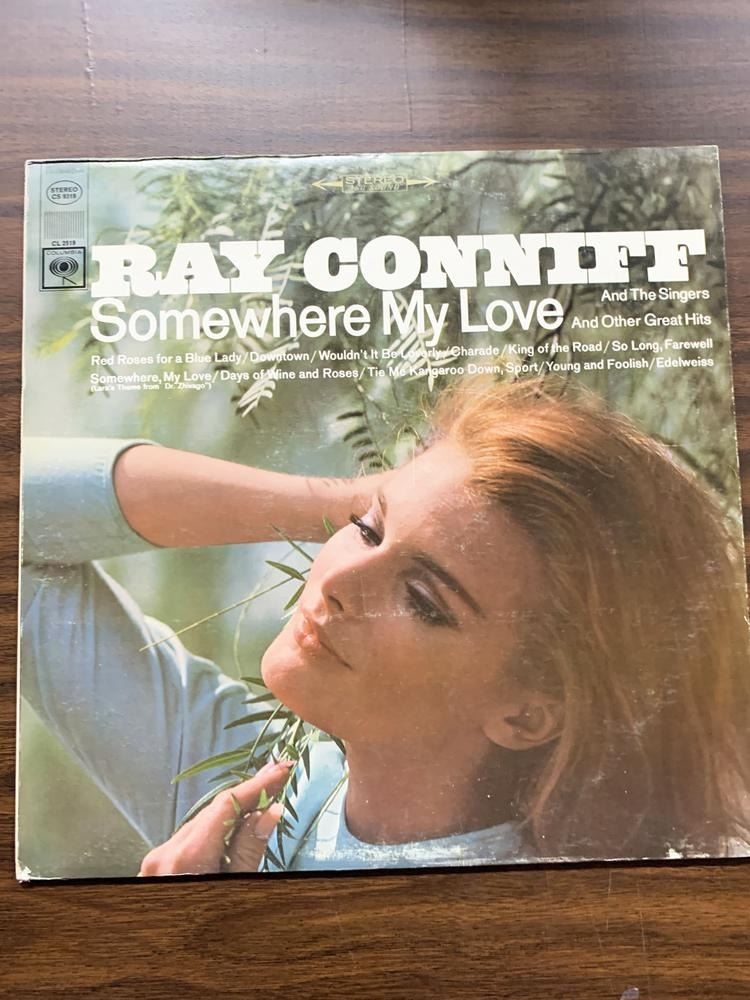 STEREO
CS 9319
CL 2519
COLUMBIA
STEREO
RAY CONNIFF
Somewhere My Love
And The Singers
And Other Great Hits
Red Roses for a Blue Lady/Downtown/Wouldn't It Be Loverly/Charade/King of the Road/So Long, Farewell
Somewhere, My Love/Days of Wine and Roses/Tie Me Kangaroo Down, Sport/Young and Foolish/Edelweiss
(Lara's Theme from "Dr. Zhivago")